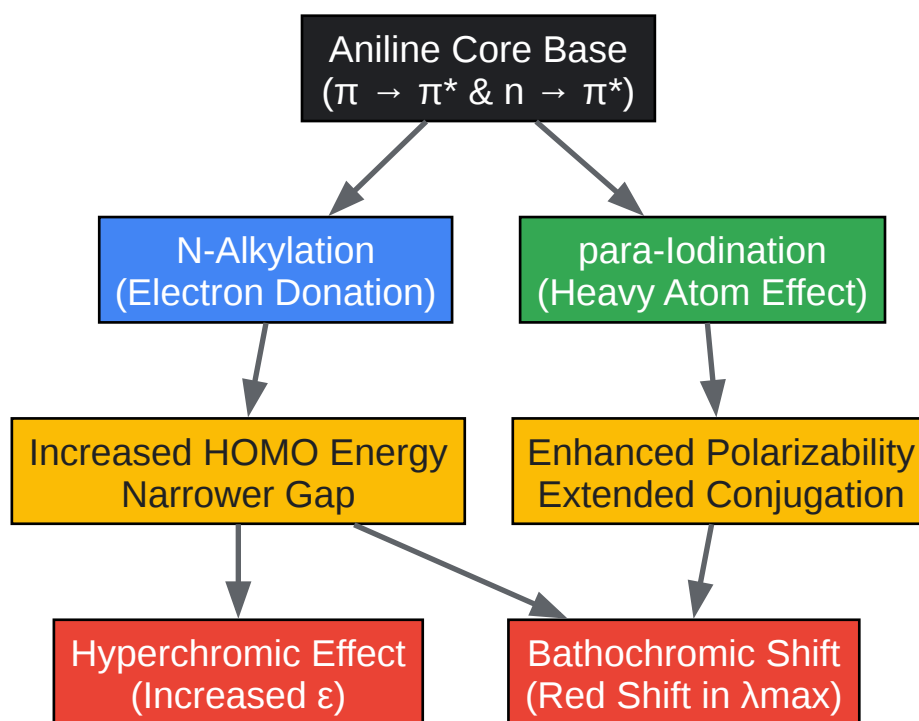 Aniline Core Base
(π → π* & n → π*)
N-Alkylation
(Electron Donation)
para-Iodination
(Heavy Atom Effect)
Increased HOMO Energy
Narrower Gap
Enhanced Polarizability
Extended Conjugation
Hyperchromic Effect
(Increased ε)
Bathochromic Shift
(Red Shift in λmax)